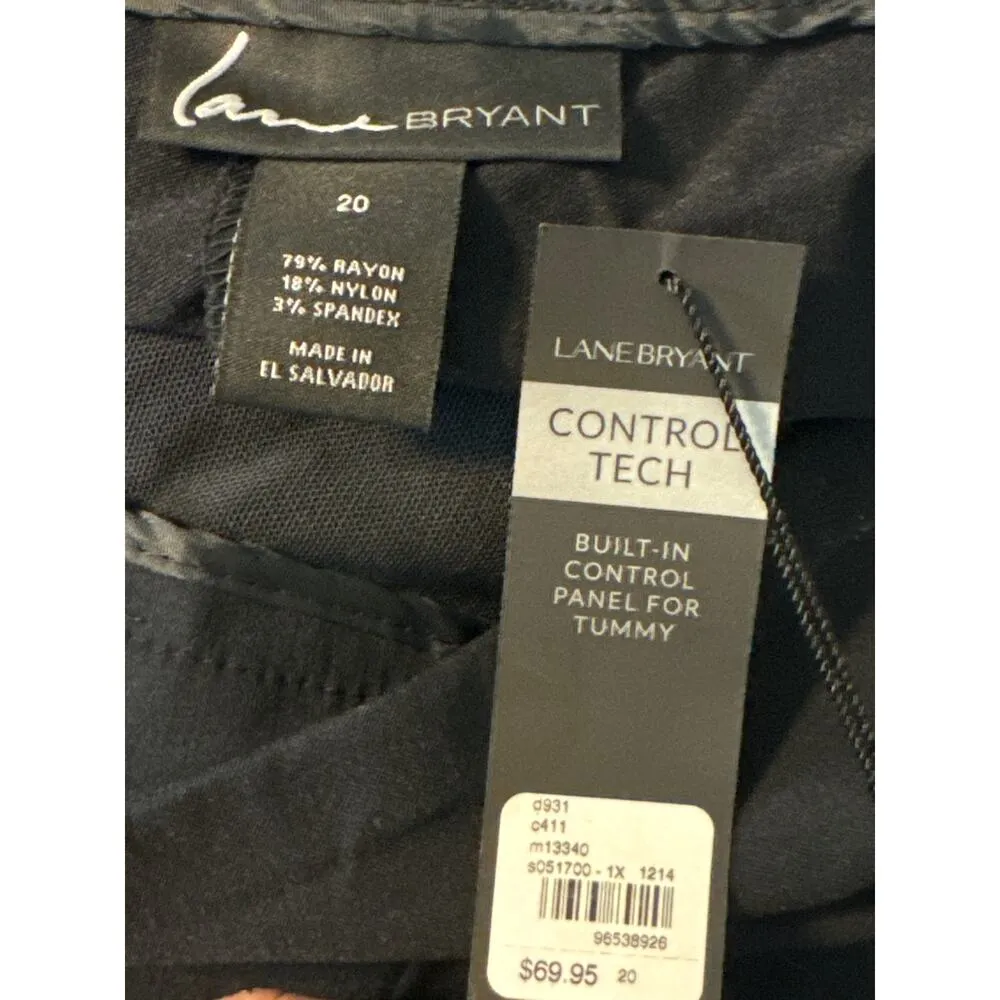 Lane BRYANT
20
79% RAYON
18% NYLON
3% SPANDEX
MADE IN
EL SALVADOR
LANE BRYANT
CONTROL
TECH
BUILT-IN
CONTROL
PANEL FOR
TUMMY
d931
c411
m13340
s051700-1X 1214
96538926
$69.95 20